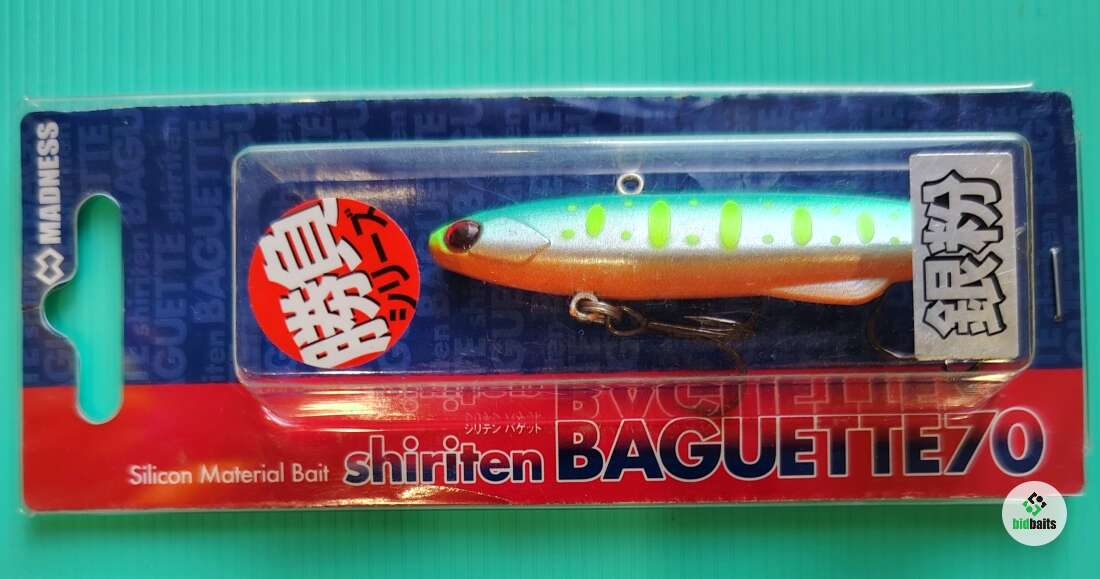 MADNESS
勝負
シリーズ
銀粉
シリテン バゲット
Silicon Material Bait
shiriten BAGUETTE70
bidbaits